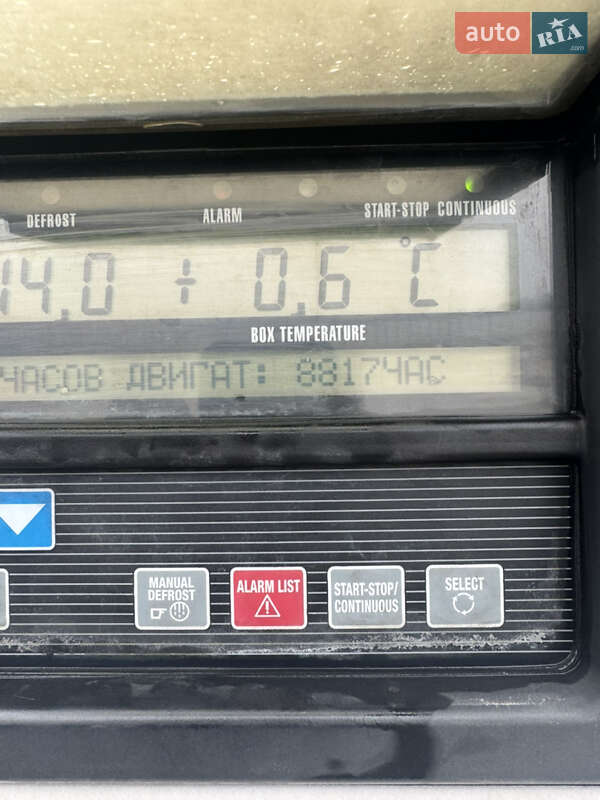 auto RIA .com
DEFROST ALARM START-STOP CONTINUOUS
14,0 ÷ 0,6 °C
BOX TEMPERATURE
ЧАСОВ ДВИГАТ: 8817ЧАС
MANUAL DEFROST
ALARM LIST
START-STOP/ CONTINUOUS
SELECT